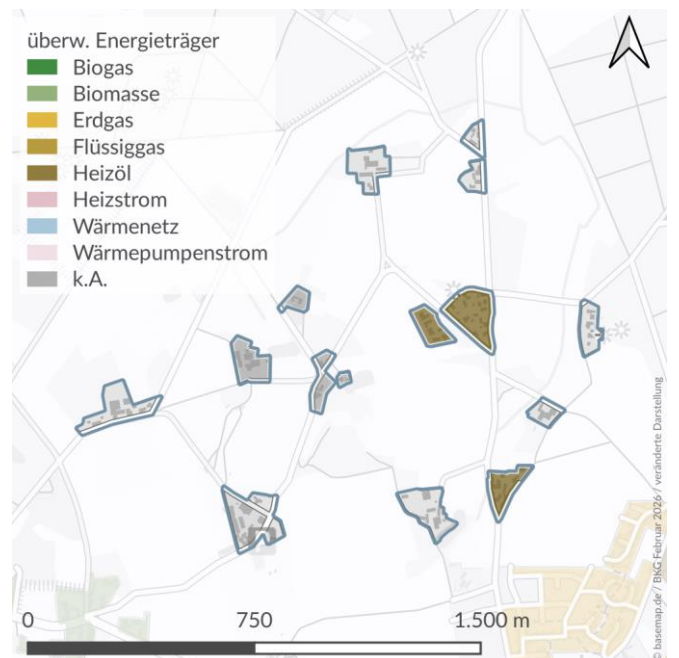 überw. Energieträger
Biogas
Biomasse
Erdgas
Flüssiggas
Heizöl
Heizstrom
Wärmenetz
Wärmepumpenstrom
k.A.
0 750 1.500 m
© basemap.de / BKG Februar 2026 / veränderte Darstellung